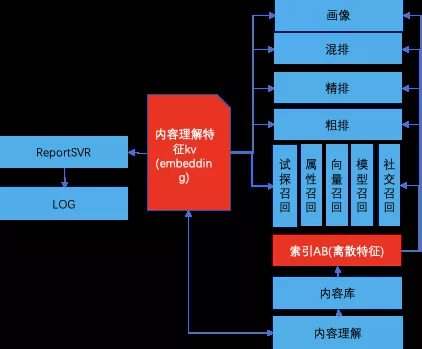 画像
混排
精排
粗排
内容理解特
征kv
(embeddin
g)
ReportSVR
LOG
试探召回
属性召回
向量召回
模型召回
社交召回
索引AB(离散特征)
内容库
内容理解